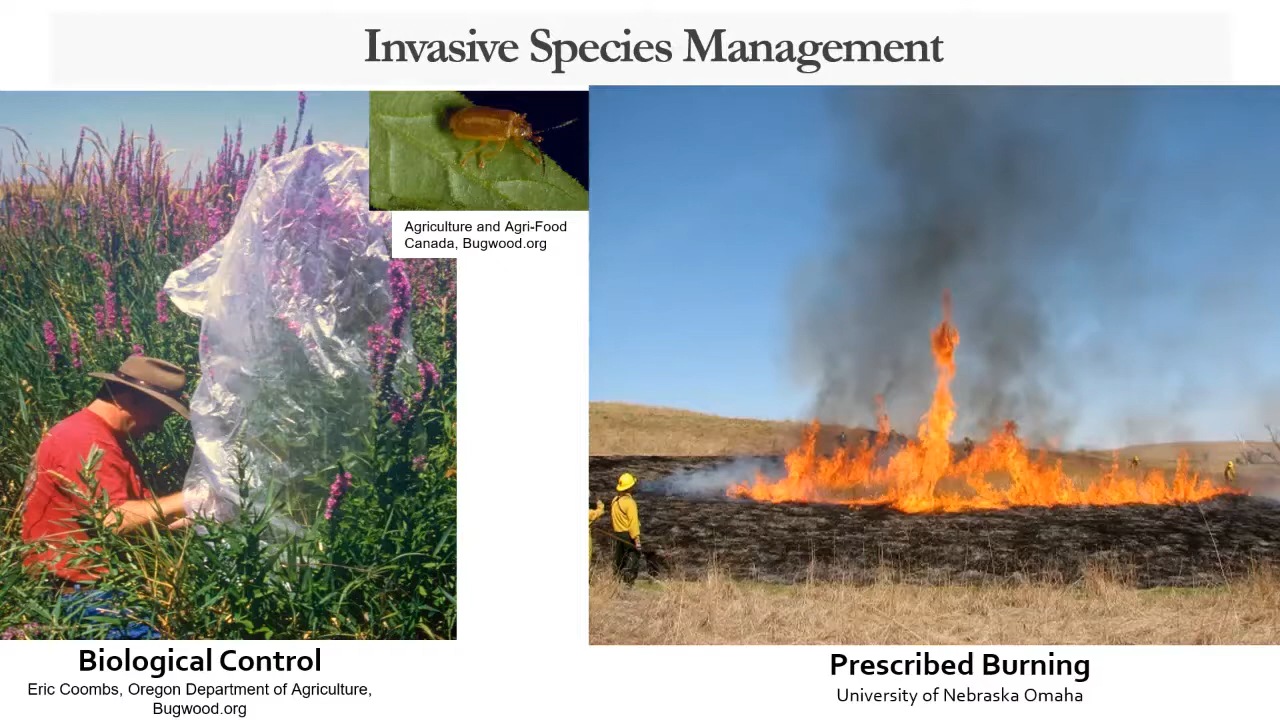 Invasive Species Management
Agriculture and Agri-Food
Canada, Bugwood.org
Biological Control
Eric Coombs, Oregon Department of Agriculture,
Bugwood.org
Prescribed Burning
University of Nebraska Omaha